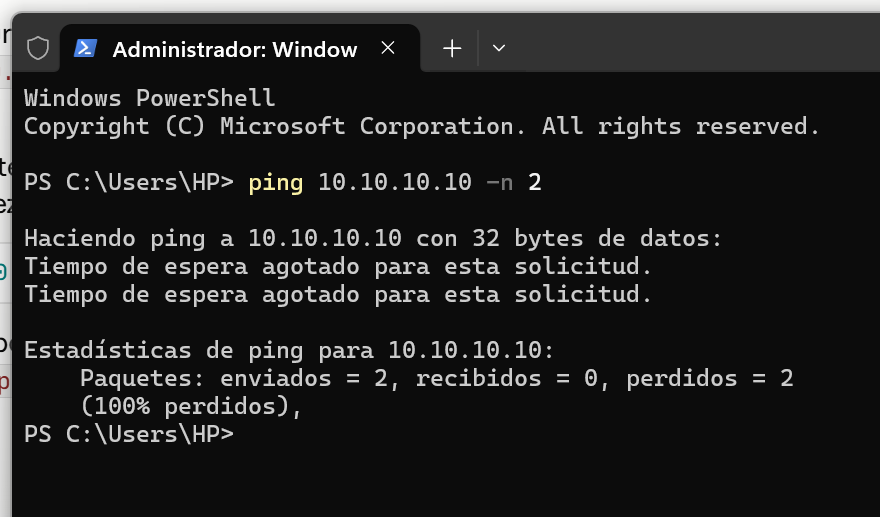 Administrador: Window
Windows PowerShell
Copyright (C) Microsoft Corporation. All rights reserved.
PS C:\Users\HP> ping 10.10.10.10 -n 2
Haciendo ping a 10.10.10.10 con 32 bytes de datos:
Tiempo de espera agotado para esta solicitud.
Tiempo de espera agotado para esta solicitud.
Estadísticas de ping para 10.10.10.10:
Paquetes: enviados = 2, recibidos = 0, perdidos = 2
(100% perdidos),
PS C:\Users\HP>